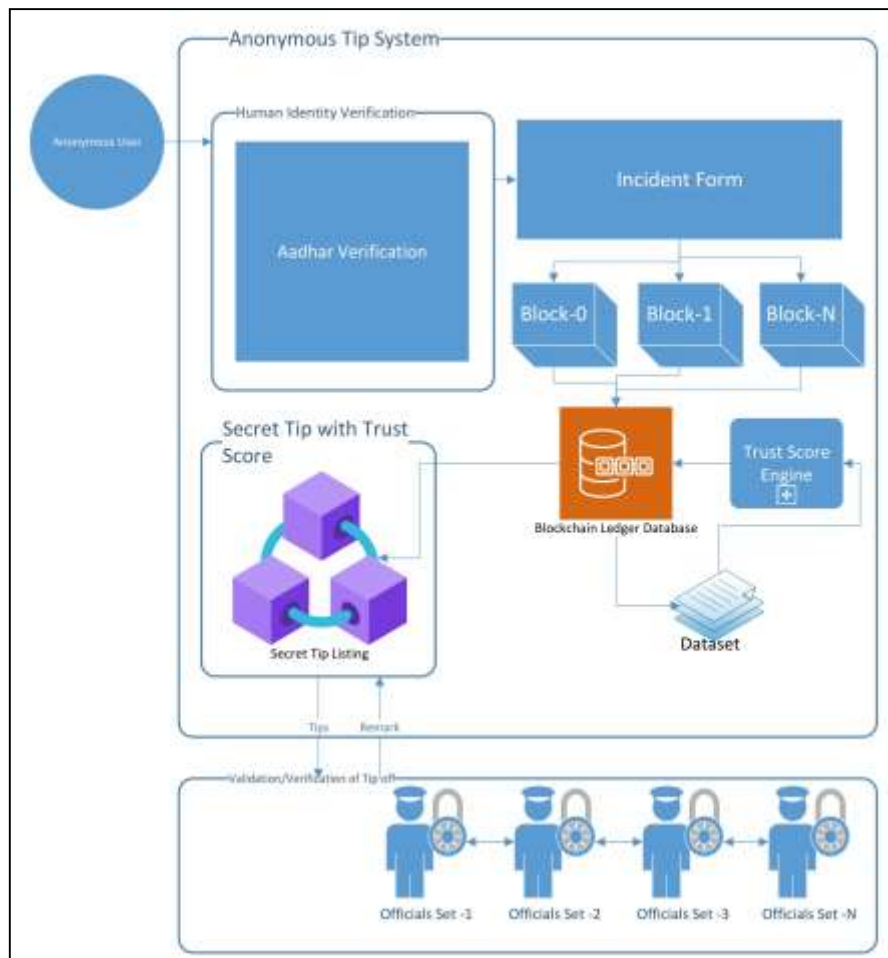 Anonymous Tip System
Anonymous User
Human Identity Verification
Aadhar Verification
Incident Form
Block-0
Block-1
Block-N
Secret Tip with Trust
Score
Trust Score
Engine
Blockchain Ledger Database
Secret Tip Listing
Dataset
Tips
Remark
Validation/Verification of Tip off
Officials Set -1
Officials Set -2
Officials Set -3
Officials Set -N